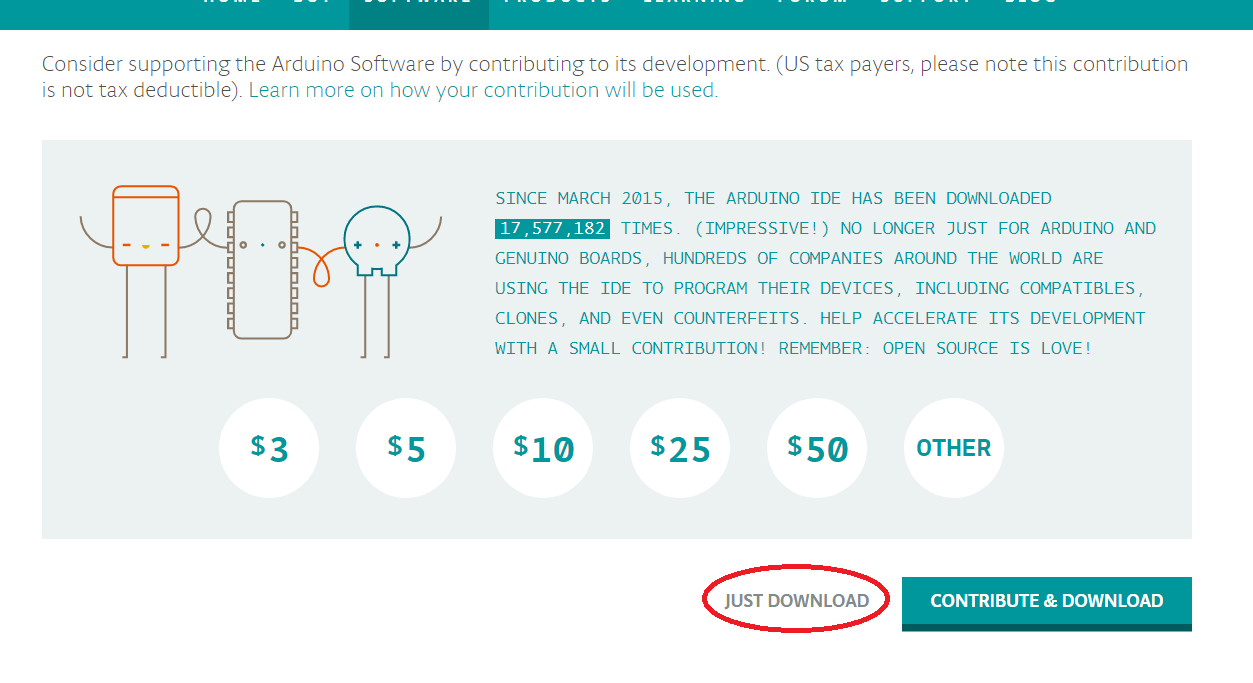 HOME BUY SOFTWARE PRODUCTS LEARNING FORUM SUPPORT BLOG
Consider supporting the Arduino Software by contributing to its development. (US tax payers, please note this contribution
is not tax deductible). Learn more on how your contribution will be used.
SINCE MARCH 2015, THE ARDUINO IDE HAS BEEN DOWNLOADED
17,577,182 TIMES. (IMPRESSIVE!) NO LONGER JUST FOR ARDUINO AND
GENUINO BOARDS, HUNDREDS OF COMPANIES AROUND THE WORLD ARE
USING THE IDE TO PROGRAM THEIR DEVICES, INCLUDING COMPATIBLES,
CLONES, AND EVEN COUNTERFEITS. HELP ACCELERATE ITS DEVELOPMENT
WITH A SMALL CONTRIBUTION! REMEMBER: OPEN SOURCE IS LOVE!
$3 $5 $10 $25 $50 OTHER
JUST DOWNLOAD CONTRIBUTE & DOWNLOAD